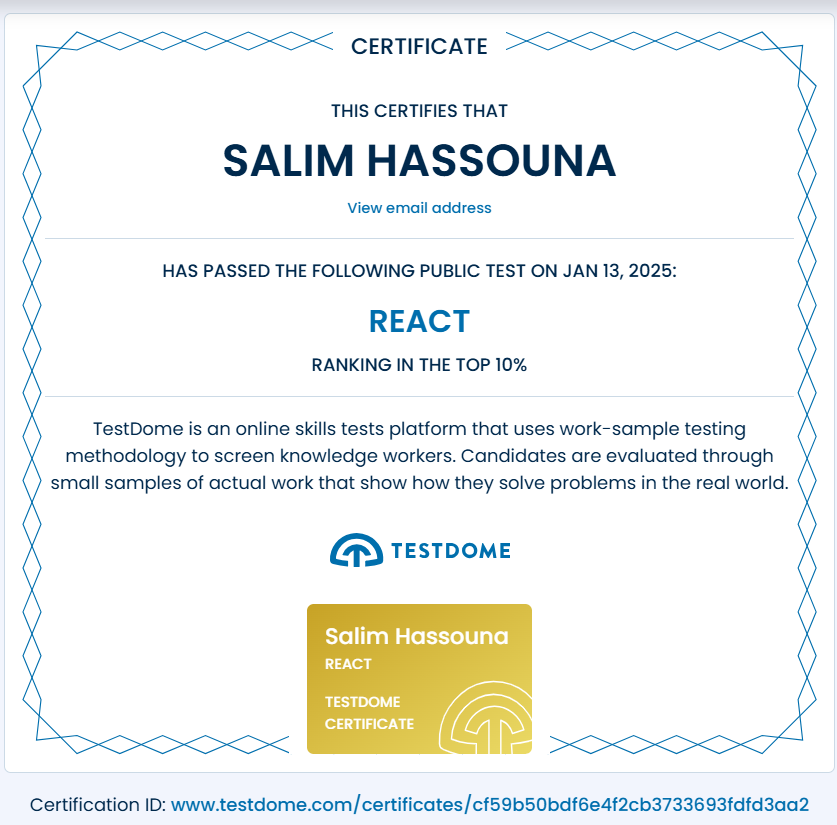 CERTIFICATE
THIS CERTIFIES THAT
SALIM HASSOUNA
View email address
HAS PASSED THE FOLLOWING PUBLIC TEST ON JAN 13, 2025:
REACT
RANKING IN THE TOP 10%
TestDome is an online skills tests platform that uses work-sample testing
methodology to screen knowledge workers. Candidates are evaluated through
small samples of actual work that show how they solve problems in the real world.
TESTDOME
Salim Hassouna
REACT
TESTDOME
CERTIFICATE
Certification ID: www.testdome.com/certificates/cf59b50bdf6e4f2cb3733693fdfd3aa2